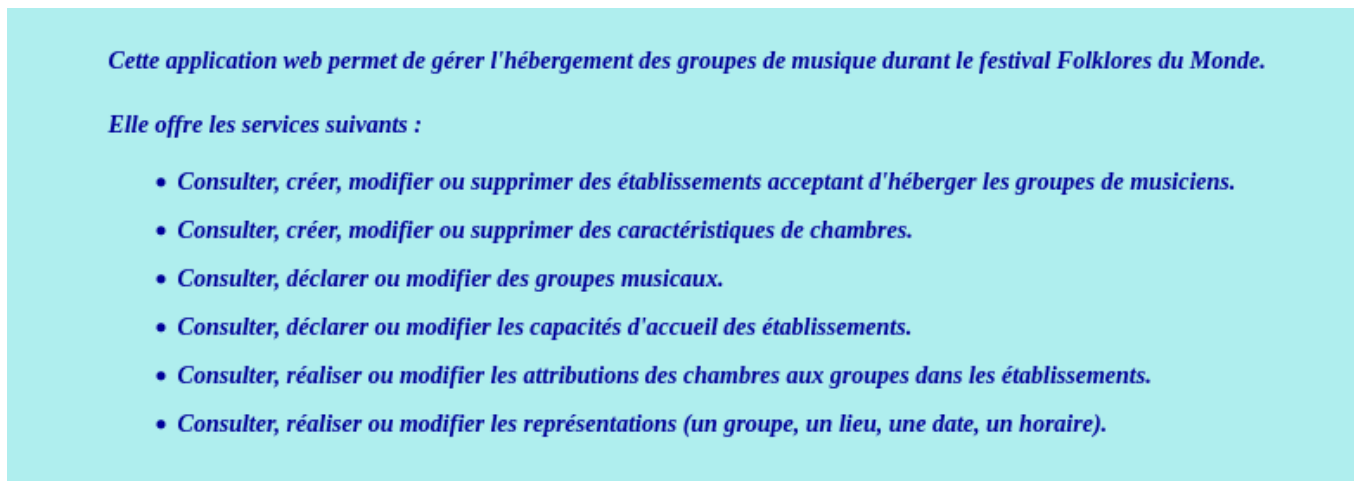 Cette application web permet de gérer l'hébergement des groupes de musique durant le festival Folklores du Monde.
Elle offre les services suivants :
• Consulter, créer, modifier ou supprimer des établissements acceptant d'héberger les groupes de musiciens.
• Consulter, créer, modifier ou supprimer des caractéristiques de chambres.
• Consulter, déclarer ou modifier des groupes musicaux.
• Consulter, déclarer ou modifier les capacités d'accueil des établissements.
• Consulter, réaliser ou modifier les attributions des chambres aux groupes dans les établissements.
• Consulter, réaliser ou modifier les représentations (un groupe, un lieu, une date, un horaire).